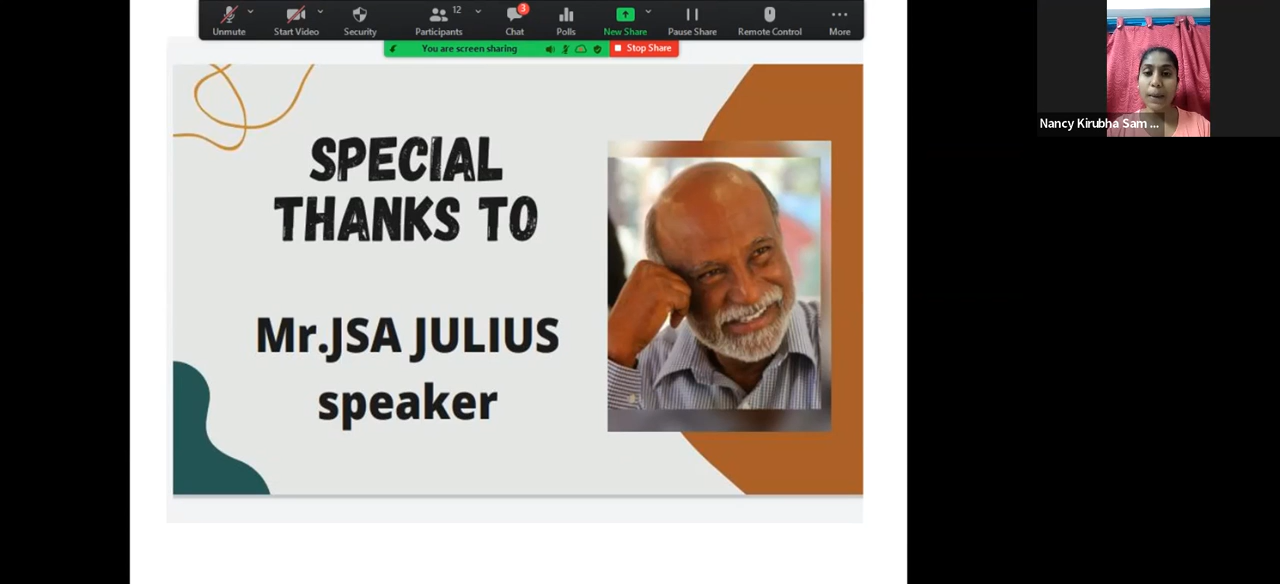 12
3
Unmute
Start Video
Security
Participants
Chat
Polls
New Share
Pause Share
Remote Control
More
You are screen sharing
Stop Share
SPECIAL
THANKS TO
Mr.JSA JULIUS
speaker
Nancy Kirubha Sam ...